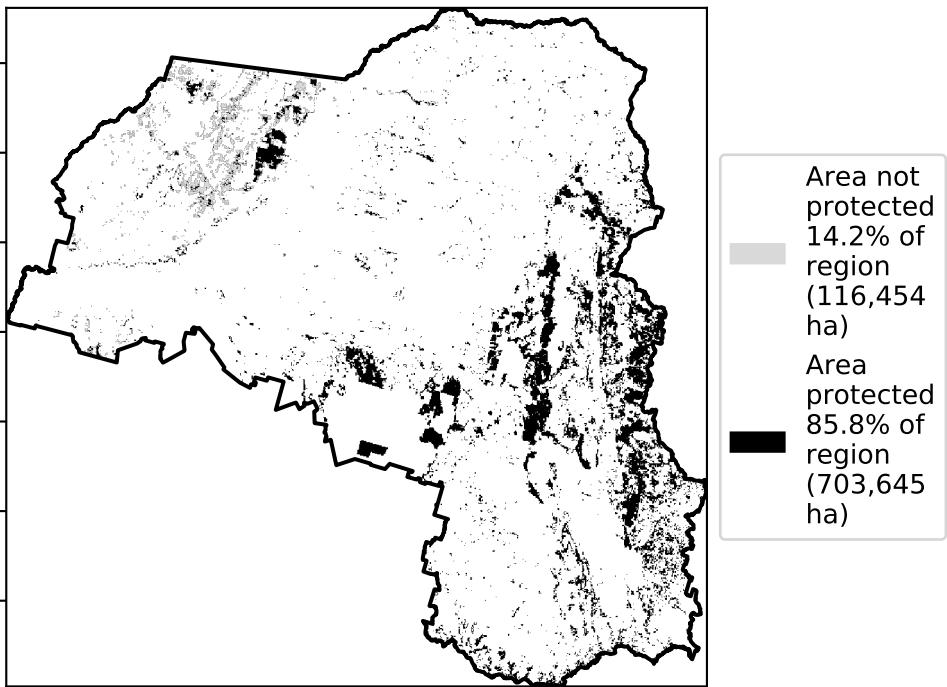 Area not
protected
14.2% of
region
(116,454
ha)
Area
protected
85.8% of
region
(703,645
ha)